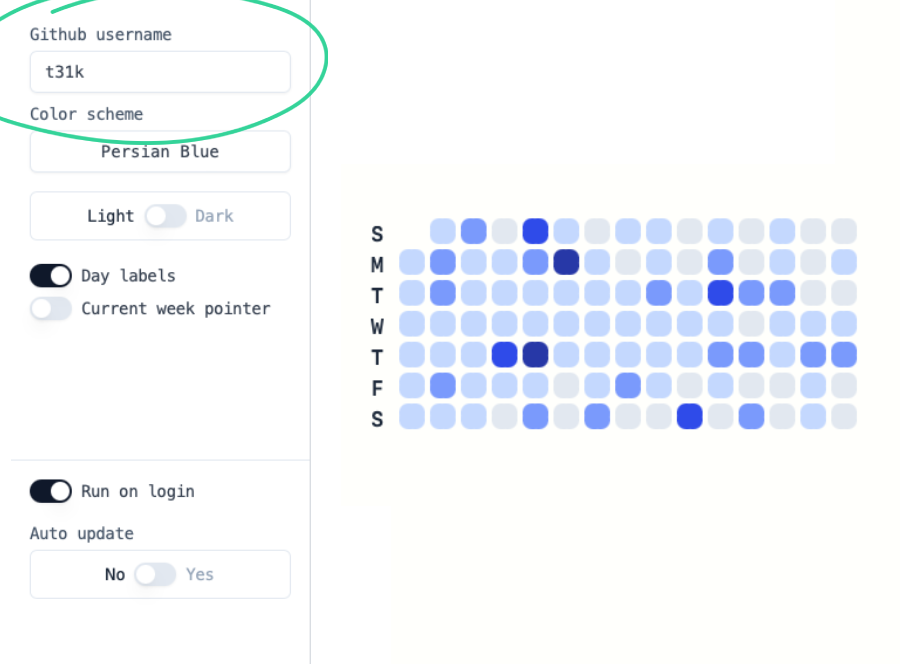 Github username
t31k
Color scheme
Persian Blue
Light Dark
Day labels
Current week pointer
Run on login
Auto update
No Yes
S
M
T
W
T
F
S